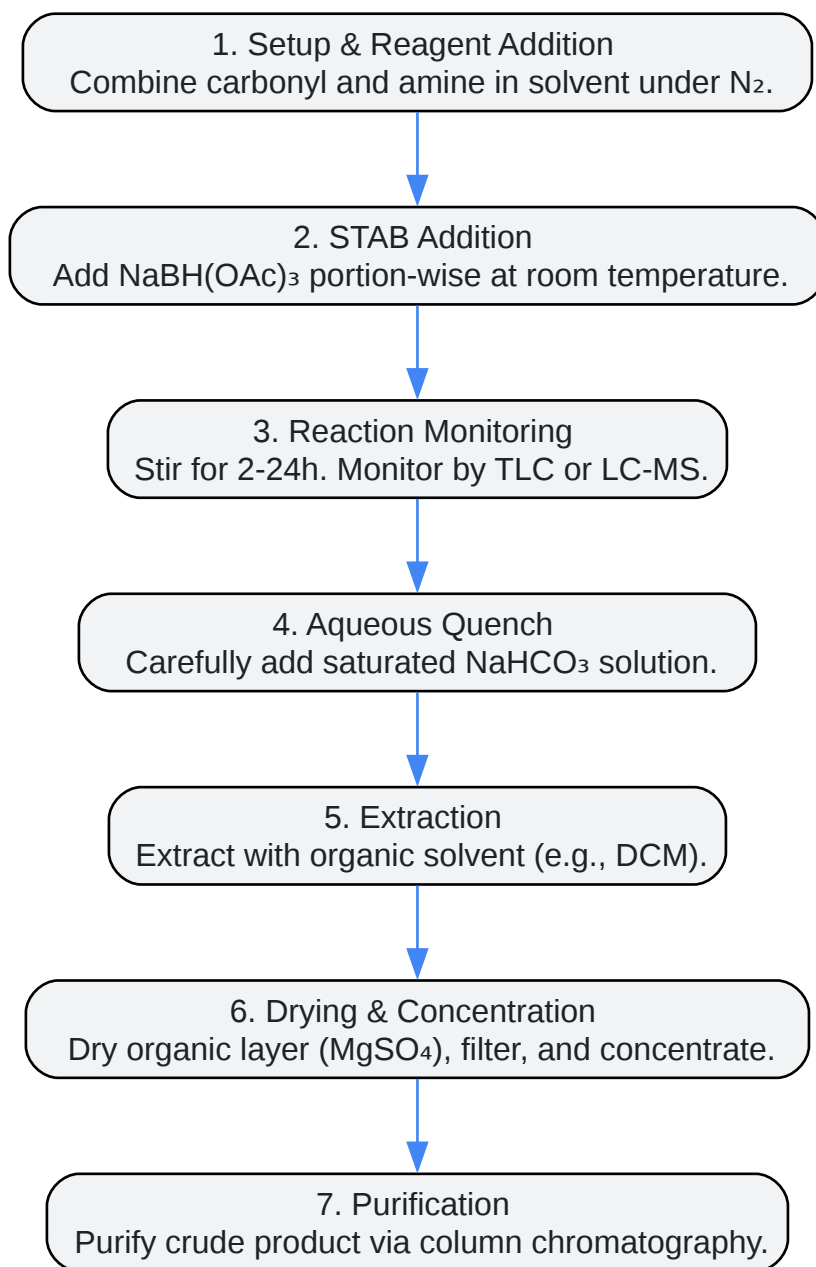 1. Setup & Reagent Addition
Combine carbonyl and amine in solvent under N₂.
2. STAB Addition
Add NaBH(OAc)₃ portion-wise at room temperature.
3. Reaction Monitoring
Stir for 2-24h. Monitor by TLC or LC-MS.
4. Aqueous Quench
Carefully add saturated NaHCO₃ solution.
5. Extraction
Extract with organic solvent (e.g., DCM).
6. Drying & Concentration
Dry organic layer (MgSO₄), filter, and concentrate.
7. Purification
Purify crude product via column chromatography.